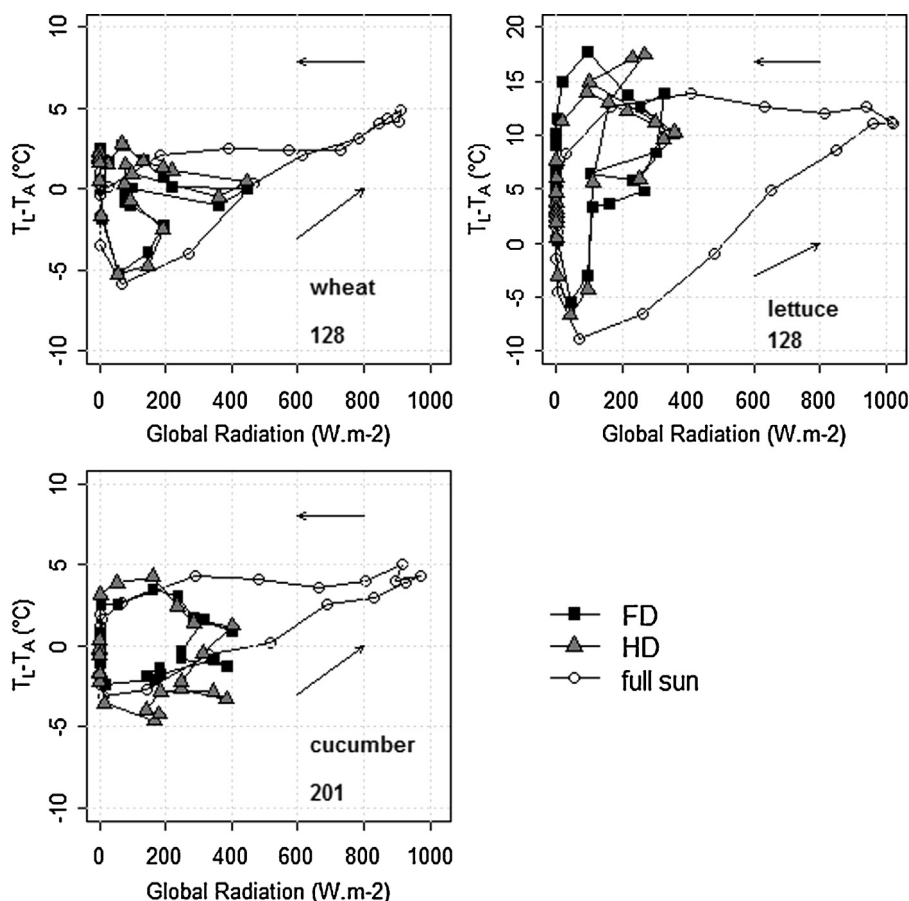 10
5
0
-5
-10
T_L-T_A (°C)
wheat
128
0 200 400 600 800 1000
Global Radiation (W.m-2)
20
15
10
5
0
-5
-10
T_L-T_A (°C)
lettuce
128
0 200 400 600 800 1000
Global Radiation (W.m-2)
10
5
0
-5
-10
T_L-T_A (°C)
cucumber
201
0 200 400 600 800 1000
Global Radiation (W.m-2)
FD
HD
full sun